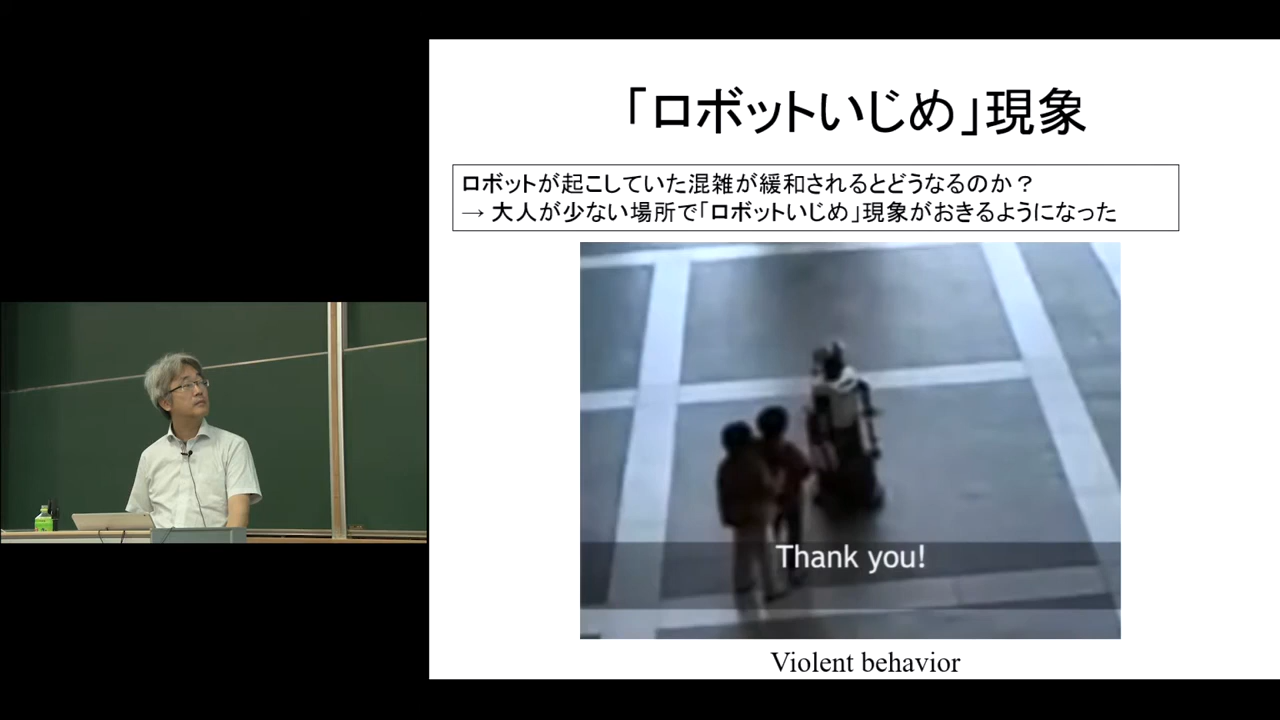 「ロボットいじめ」現象
ロボットが起こしていた混雑が緩和されるとどうなるのか？
→ 大人が少ない場所で「ロボットいじめ」現象がおきるようになった
Thank you!
Violent behavior